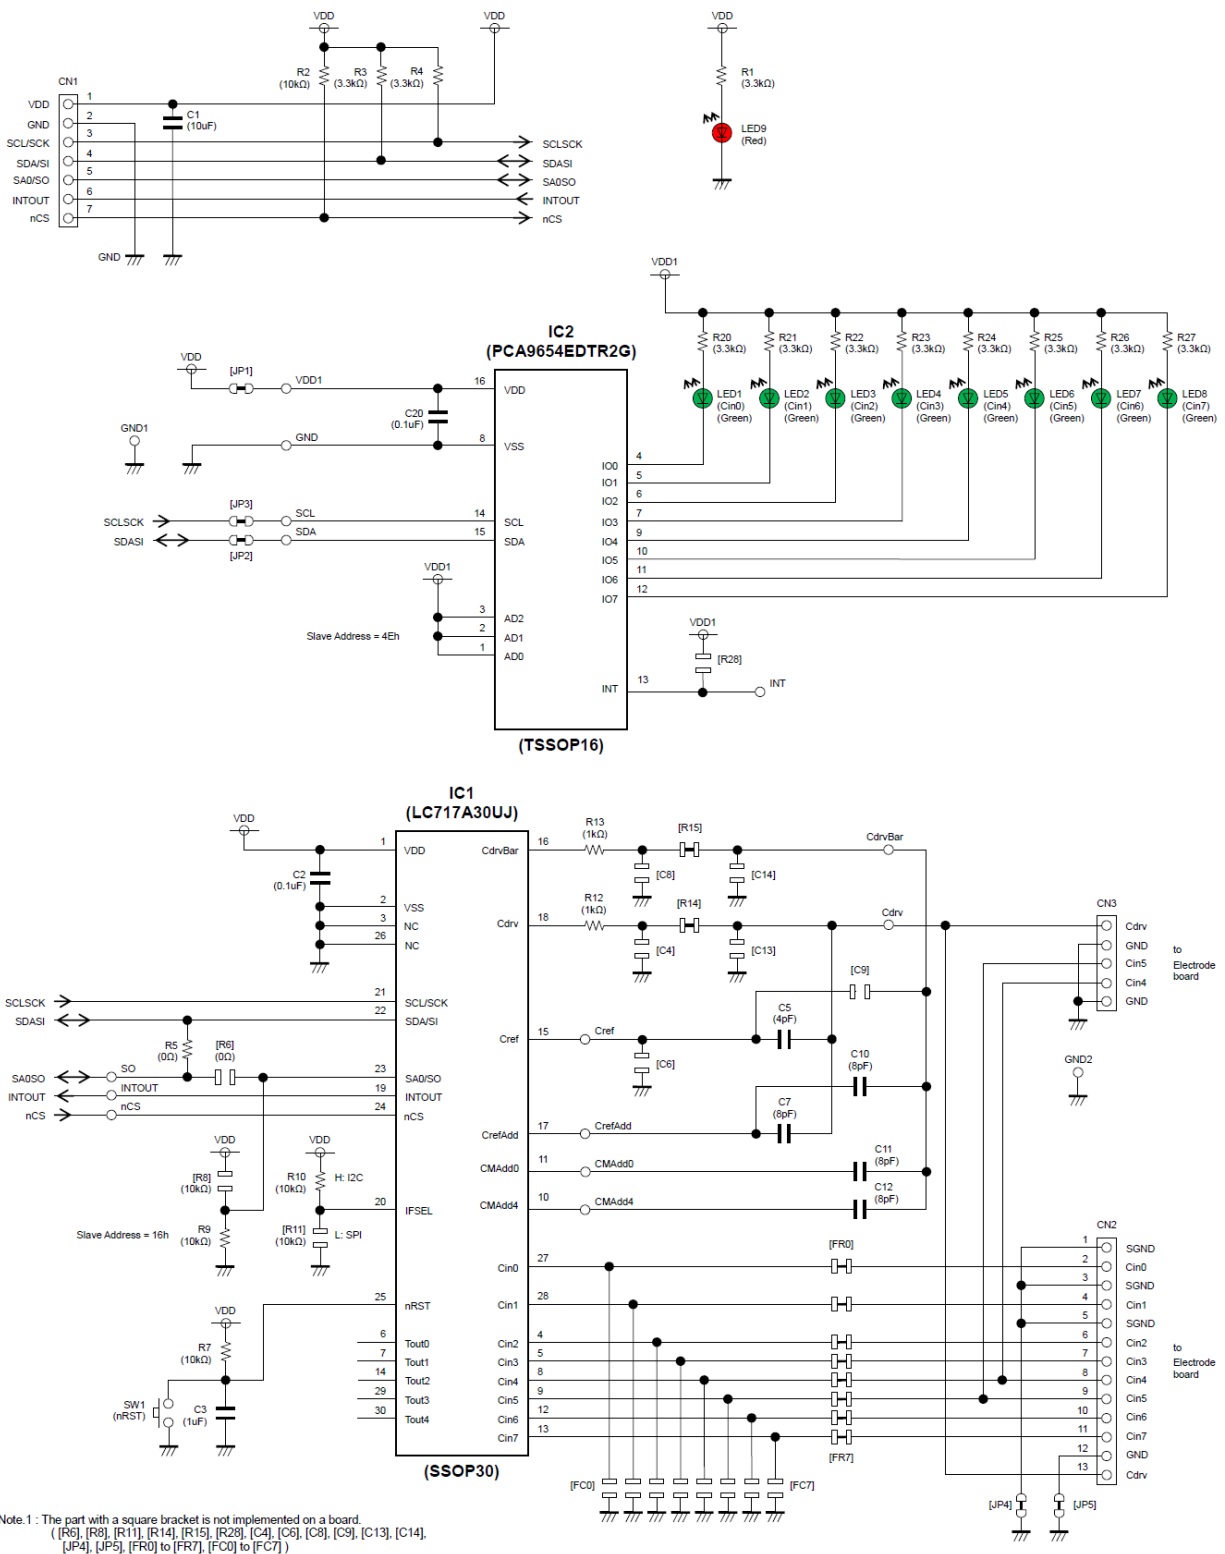 VDD
VDD
VDD
R2
(10kΩ)
R3
(3.3kΩ)
R4
(3.3kΩ)
R1
(3.3kΩ)
CN1
VDD
1
C1
(10uF)
GND
2
LED9
(Red)
SCL/SCK
3
SCLSCK
SDA/SI
4
SDASI
SA0/SO
5
SA0SO
INTOUT
6
INTOUT
nCS
7
nCS
GND
VDD1
IC2
(PCA9654EDTR2G)
R20
(3.3kΩ)
R21
(3.3kΩ)
R22
(3.3kΩ)
R23
(3.3kΩ)
R24
(3.3kΩ)
R25
(3.3kΩ)
R26
(3.3kΩ)
R27
(3.3kΩ)
VDD
[JP1]
VDD1
16
VDD
LED1
(Cin0)
(Green)
LED2
(Cin1)
(Green)
LED3
(Cin2)
(Green)
LED4
(Cin3)
(Green)
LED5
(Cin4)
(Green)
LED6
(Cin5)
(Green)
LED7
(Cin6)
(Green)
LED8
(Cin7)
(Green)
C20
(0.1uF)
GND1
GND
8
VSS
IO0
4
IO1
5
IO2
6
IO3
7
IO4
9
IO5
10
IO6
11
IO7
12
[JP3]
SCLSCK
SCL
14
SCL
SDASI
SDA
15
SDA
[JP2]
VDD1
3
AD2
Slave Address = 4Eh
2
AD1
1
AD0
VDD1
[R28]
INT
13
INT
(TSSOP16)
IC1
(LC717A30UJ)
VDD
1
VDD
C2
(0.1uF)
2
VSS
3
NC
26
NC
CdrvBar
16
R13
(1kΩ)
[R15]
CdrvBar
[C8]
[C14]
Cdrv
18
R12
(1kΩ)
[R14]
Cdrv
[C4]
[C13]
CN3
Cdrv
GND
Cin5
Cin4
GND
to
Electrode
board
[C9]
SCLSCK
21
SCL/SCK
SDASI
22
SDA/SI
R5
(0Ω)
[R6]
(0Ω)
Cref
15
Cref
C5
(4pF)
[C6]
C10
(8pF)
GND2
SA0SO
SO
23
SA0/SO
INTOUT
INTOUT
19
INTOUT
nCS
nCS
24
nCS
C7
(8pF)
CrefAdd
17
CrefAdd
CMAdd0
11
CMAdd0
C11
(8pF)
CMAdd4
10
CMAdd4
C12
(8pF)
VDD
[R8]
(10kΩ)
VDD
R10
(10kΩ)
H: I2C
20
IFSEL
Slave Address = 16h
R9
(10kΩ)
[R11]
(10kΩ)
L: SPI
CN2
[FR0]
Cin0
27
Cin1
28
Cin2
4
Cin3
5
Cin4
8
Cin5
9
Cin6
12
Cin7
13
[FR7]
1
SGND
2
Cin0
3
SGND
4
Cin1
5
SGND
6
Cin2
7
Cin3
8
Cin4
9
Cin5
10
Cin6
11
Cin7
12
GND
13
Cdrv
to
Electrode
board
25
nRST
VDD
R7
(10kΩ)
6
Tout0
7
Tout1
14
Tout2
29
Tout3
30
Tout4
SW1
(nRST)
C3
(1uF)
(SSOP30)
[FC0]
[FC7]
[JP4]
[JP5]
Note.1 : The part with a square bracket is not implemented on a board.
( [R6], [R8], [R11], [R14], [R15], [R28], [C4], [C6], [C8], [C9], [C13], [C14],
[JP4], [JP5], [FR0] to [FR7], [FC0] to [FC7] )